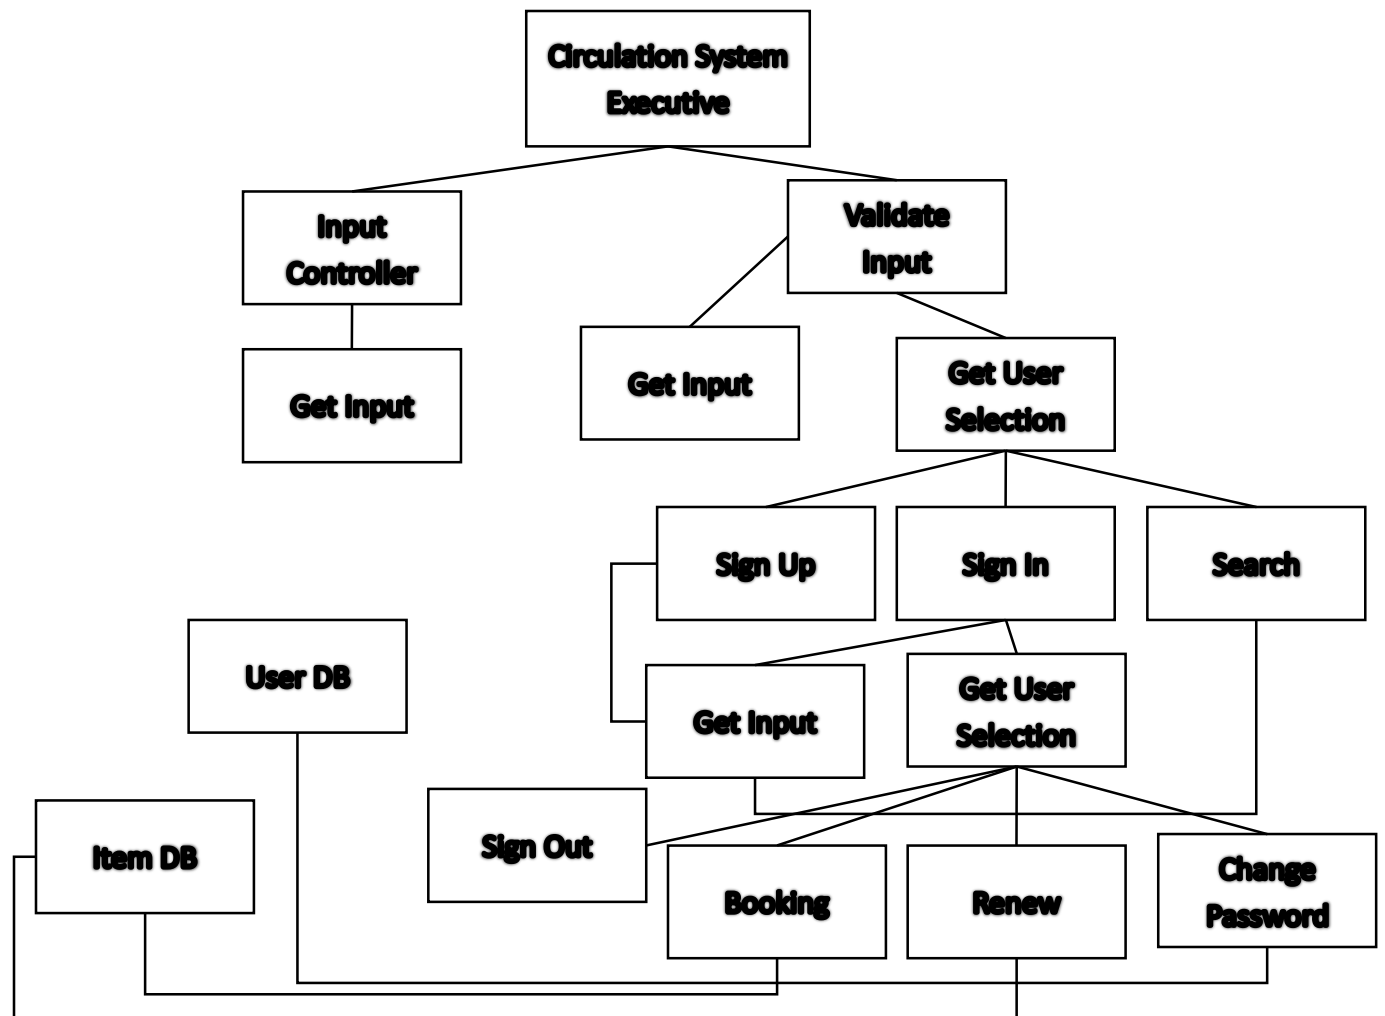 Circulation System
Executive
Input
Controller
Validate
Input
Get Input
Get Input
Get User
Selection
Sign Up
Sign In
Search
User DB
Get Input
Get User
Selection
Item DB
Sign Out
Booking
Renew
Change
Password